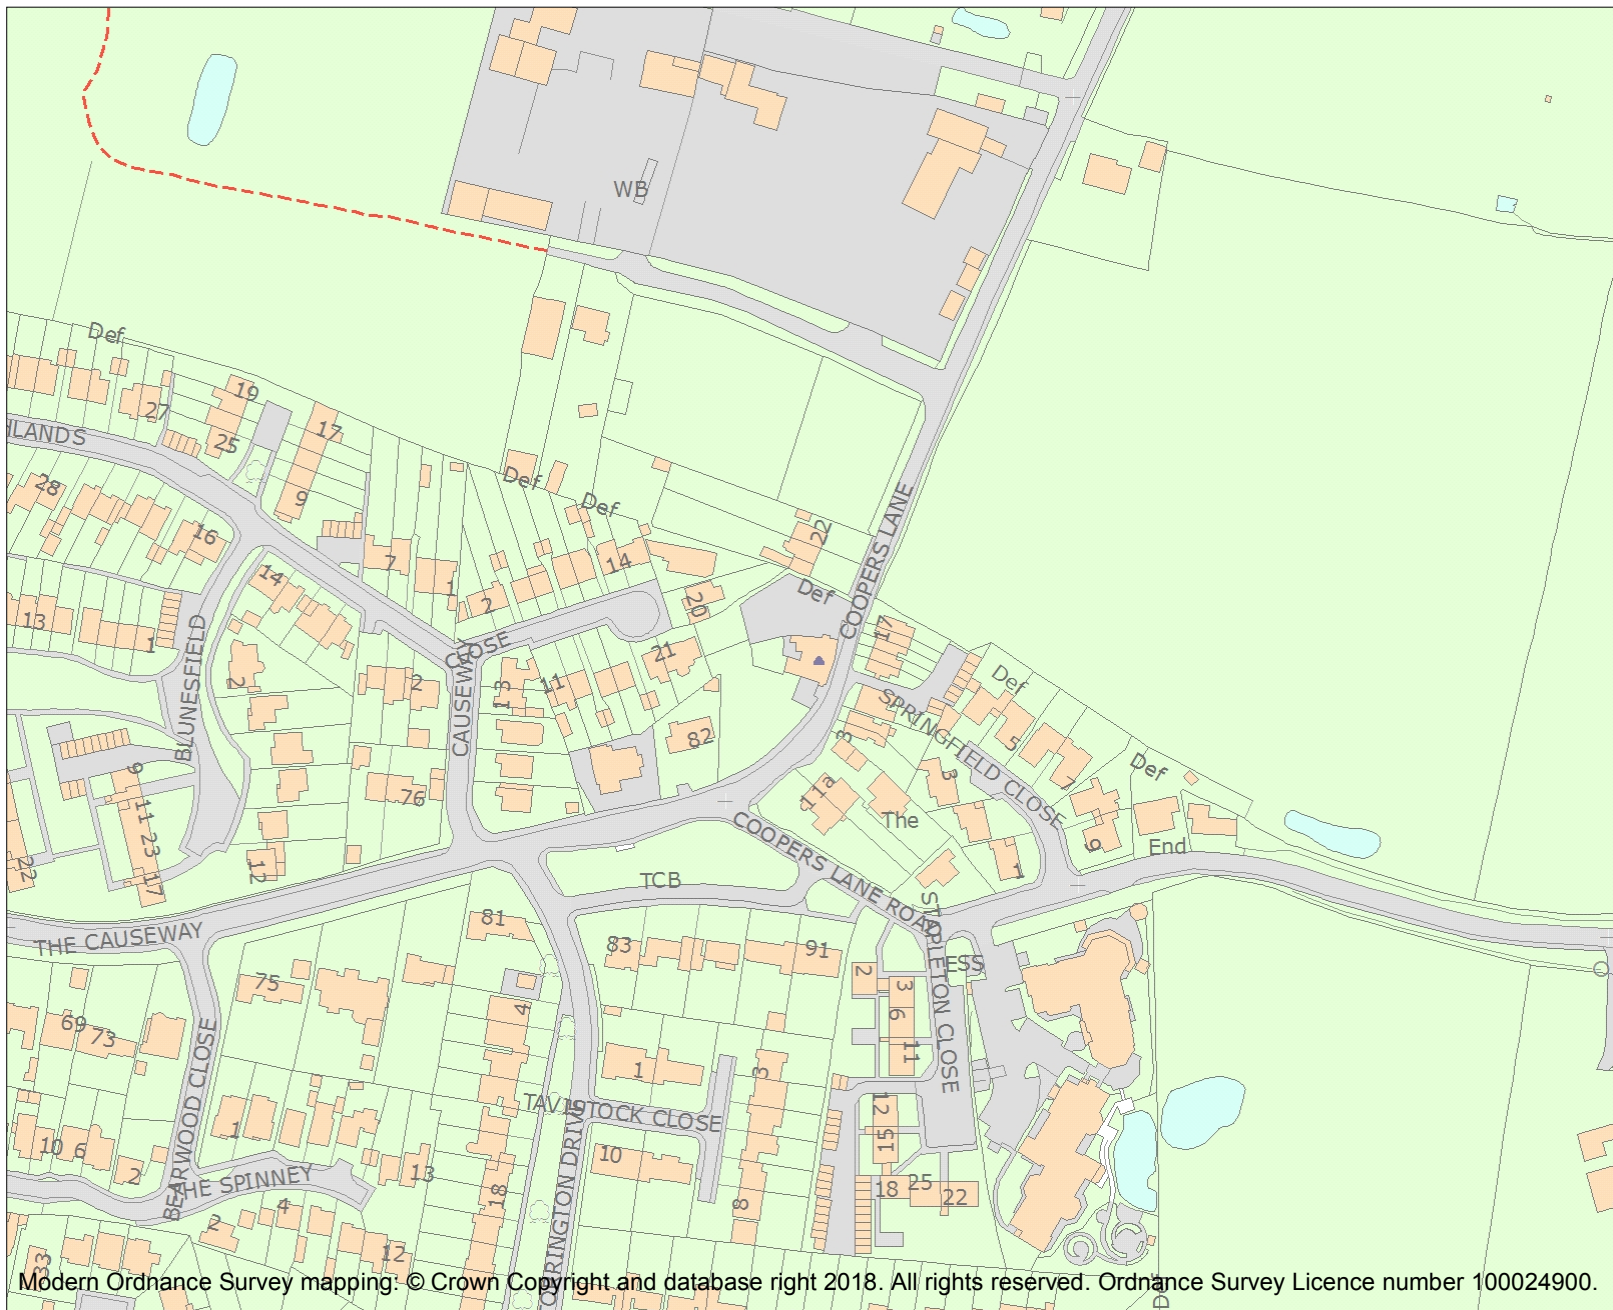 WB
Def
19
27
25
17
HLANDS
28
9
Def
Def
22
COOPERS LANE
16
7
14
14
1
2
20
Def
13
1
BLUNESFIELD
CLOSE
17
21
2
2
CAUSEWAY
13
11
Def
SPRINGFIELD CLOSE
82
3
5
7
Def
9
11
23
17
76
11a
3
The
COOPERS LANE ROAD
9
End
22
12
1
TCB
THE CAUSEWAY
81
83
91
STAPLETON CLOSE
ESS
75
2
3
6
11
4
69
73
BEARWOOD CLOSE
1
3
TAVISTOCK CLOSE
12
15
10
6
2
1
13
10
THE SPINNEY
18
TORRINGTON DRIVE
8
18
25
22
2
4
12
33
Def
Modern Ordnance Survey mapping: © Crown Copyright and database right 2018. All rights reserved. Ordnance Survey Licence number 100024900.